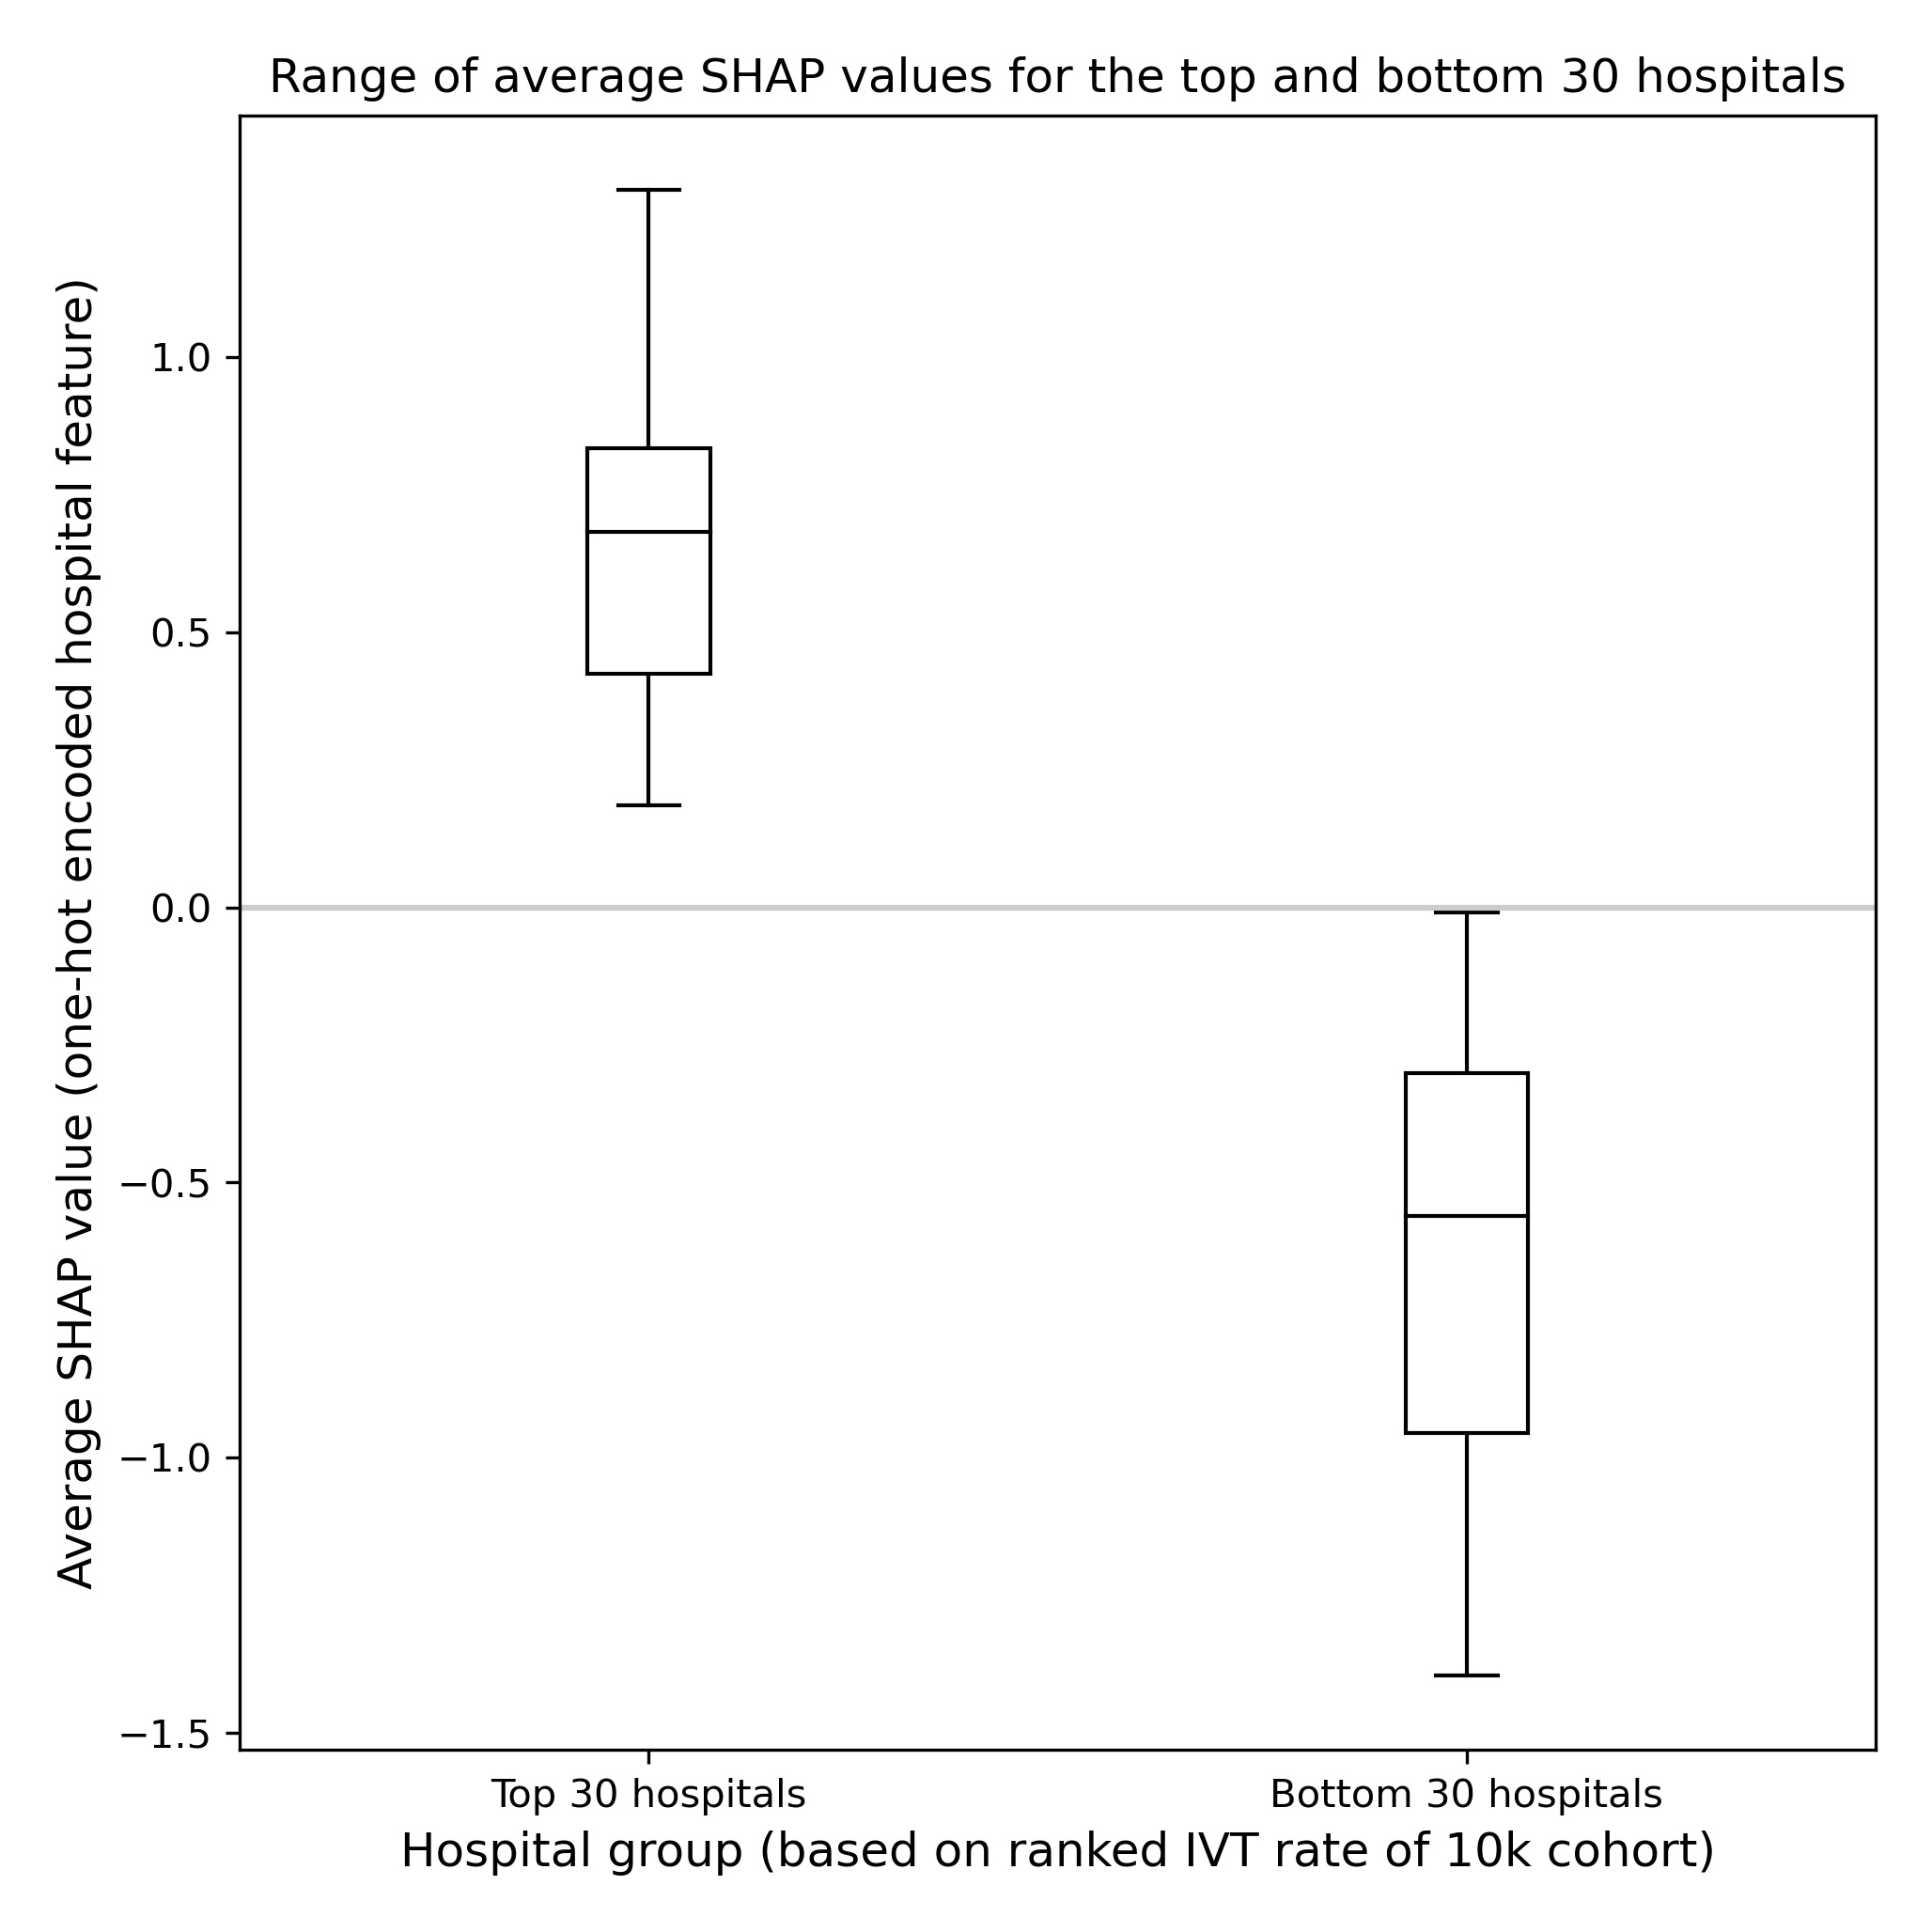 Range of average SHAP values for the top and bottom 30 hospitals
Average SHAP value (one-hot encoded hospital feature)
1.0
0.5
0.0
−0.5
−1.0
−1.5
Top 30 hospitals
Bottom 30 hospitals
Hospital group (based on ranked IVT rate of 10k cohort)